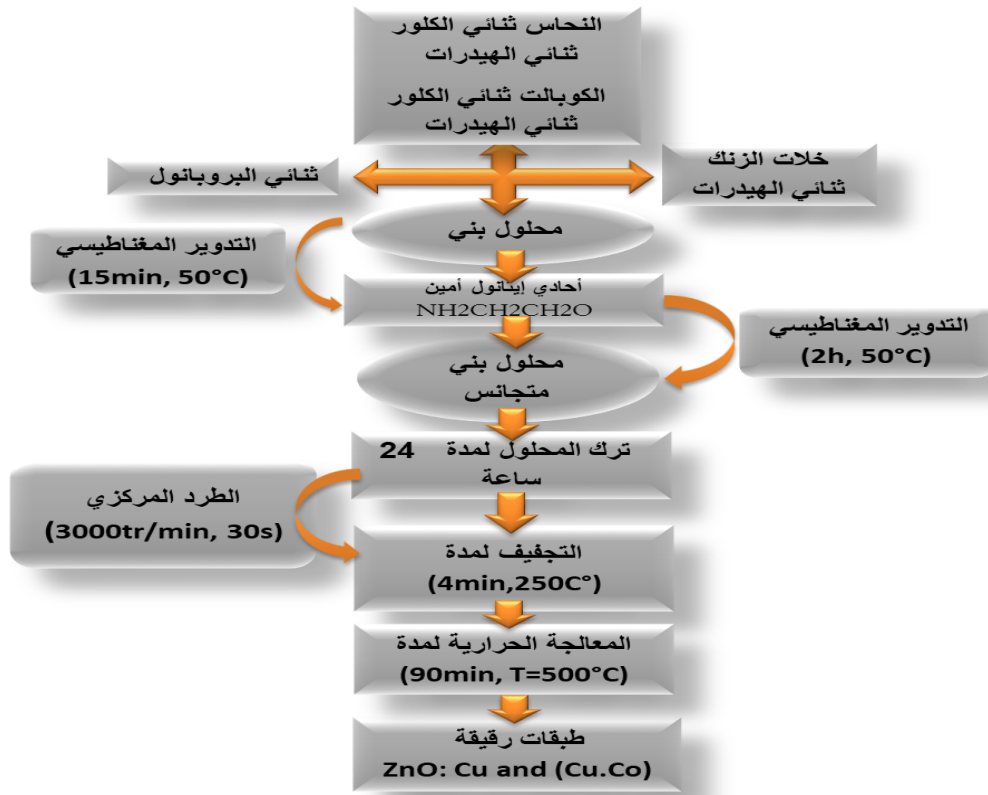 النحاس ثنائي الكلور
ثنائي الهيدرات
الكوبالت ثنائي الكلور
ثنائي الهيدرات
خلات الزنك
ثنائي الهيدرات
ثنائي البروبانول
محلول بني
التدوير المغناطيسي
(15min, 50°C)
أحادي إيثانول أمين
NH2CH2CH2O
التدوير المغناطيسي
(2h, 50°C)
محلول بني
متجانس
ترك المحلول لمدة 24
ساعة
الطرد المركزي
(3000tr/min, 30s)
التجفيف لمدة
(4min,250C°)
المعالجة الحرارية لمدة
(90min, T=500°C)
طبقات رقيقة
ZnO: Cu and (Cu.Co)